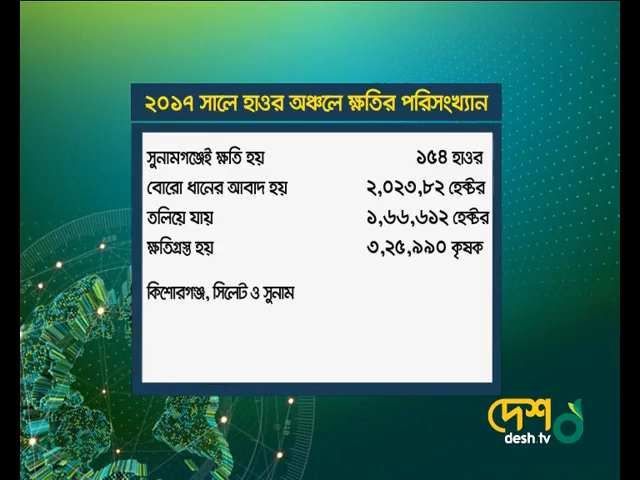 ২০১৭ সালে হাওর অঞ্চলে ক্ষতির পরিসংখ্যান
সুনামগঞ্জেই ক্ষতি হয় ১৫৪ হাওর
বোরো ধানের আবাদ হয় ২,০২৩,৮২ হেক্টর
তলিয়ে যায় ১,৬৬,৬১২ হেক্টর
ক্ষতিগ্রস্ত হয় ৩,২৫,৯৯০ কৃষক
কিশোরগঞ্জ, সিলেট ও সুনাম
দেশ
desh tv